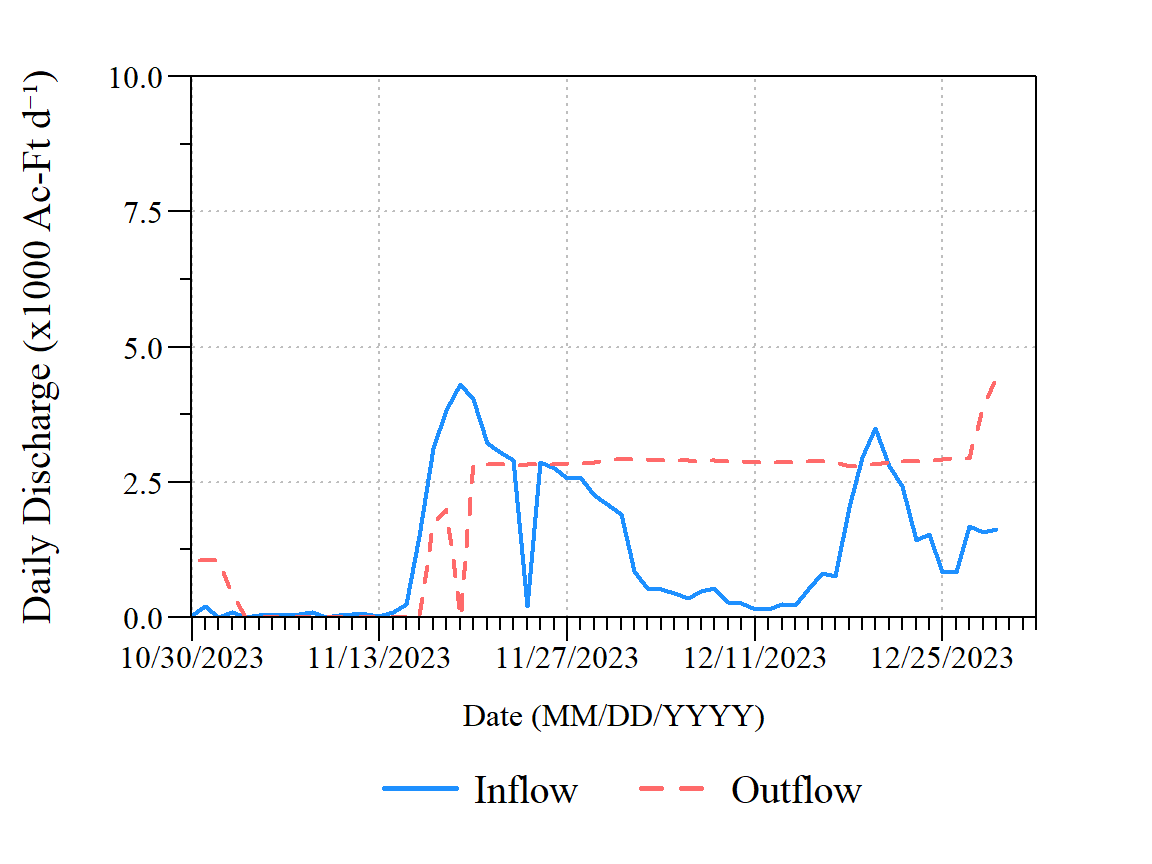 Daily Discharge (x1000 Ac-Ft d⁻¹)
10.0
7.5
5.0
2.5
0.0
10/30/2023 11/13/2023 11/27/2023 12/11/2023 12/25/2023
Date (MM/DD/YYYY)
Inflow Outflow